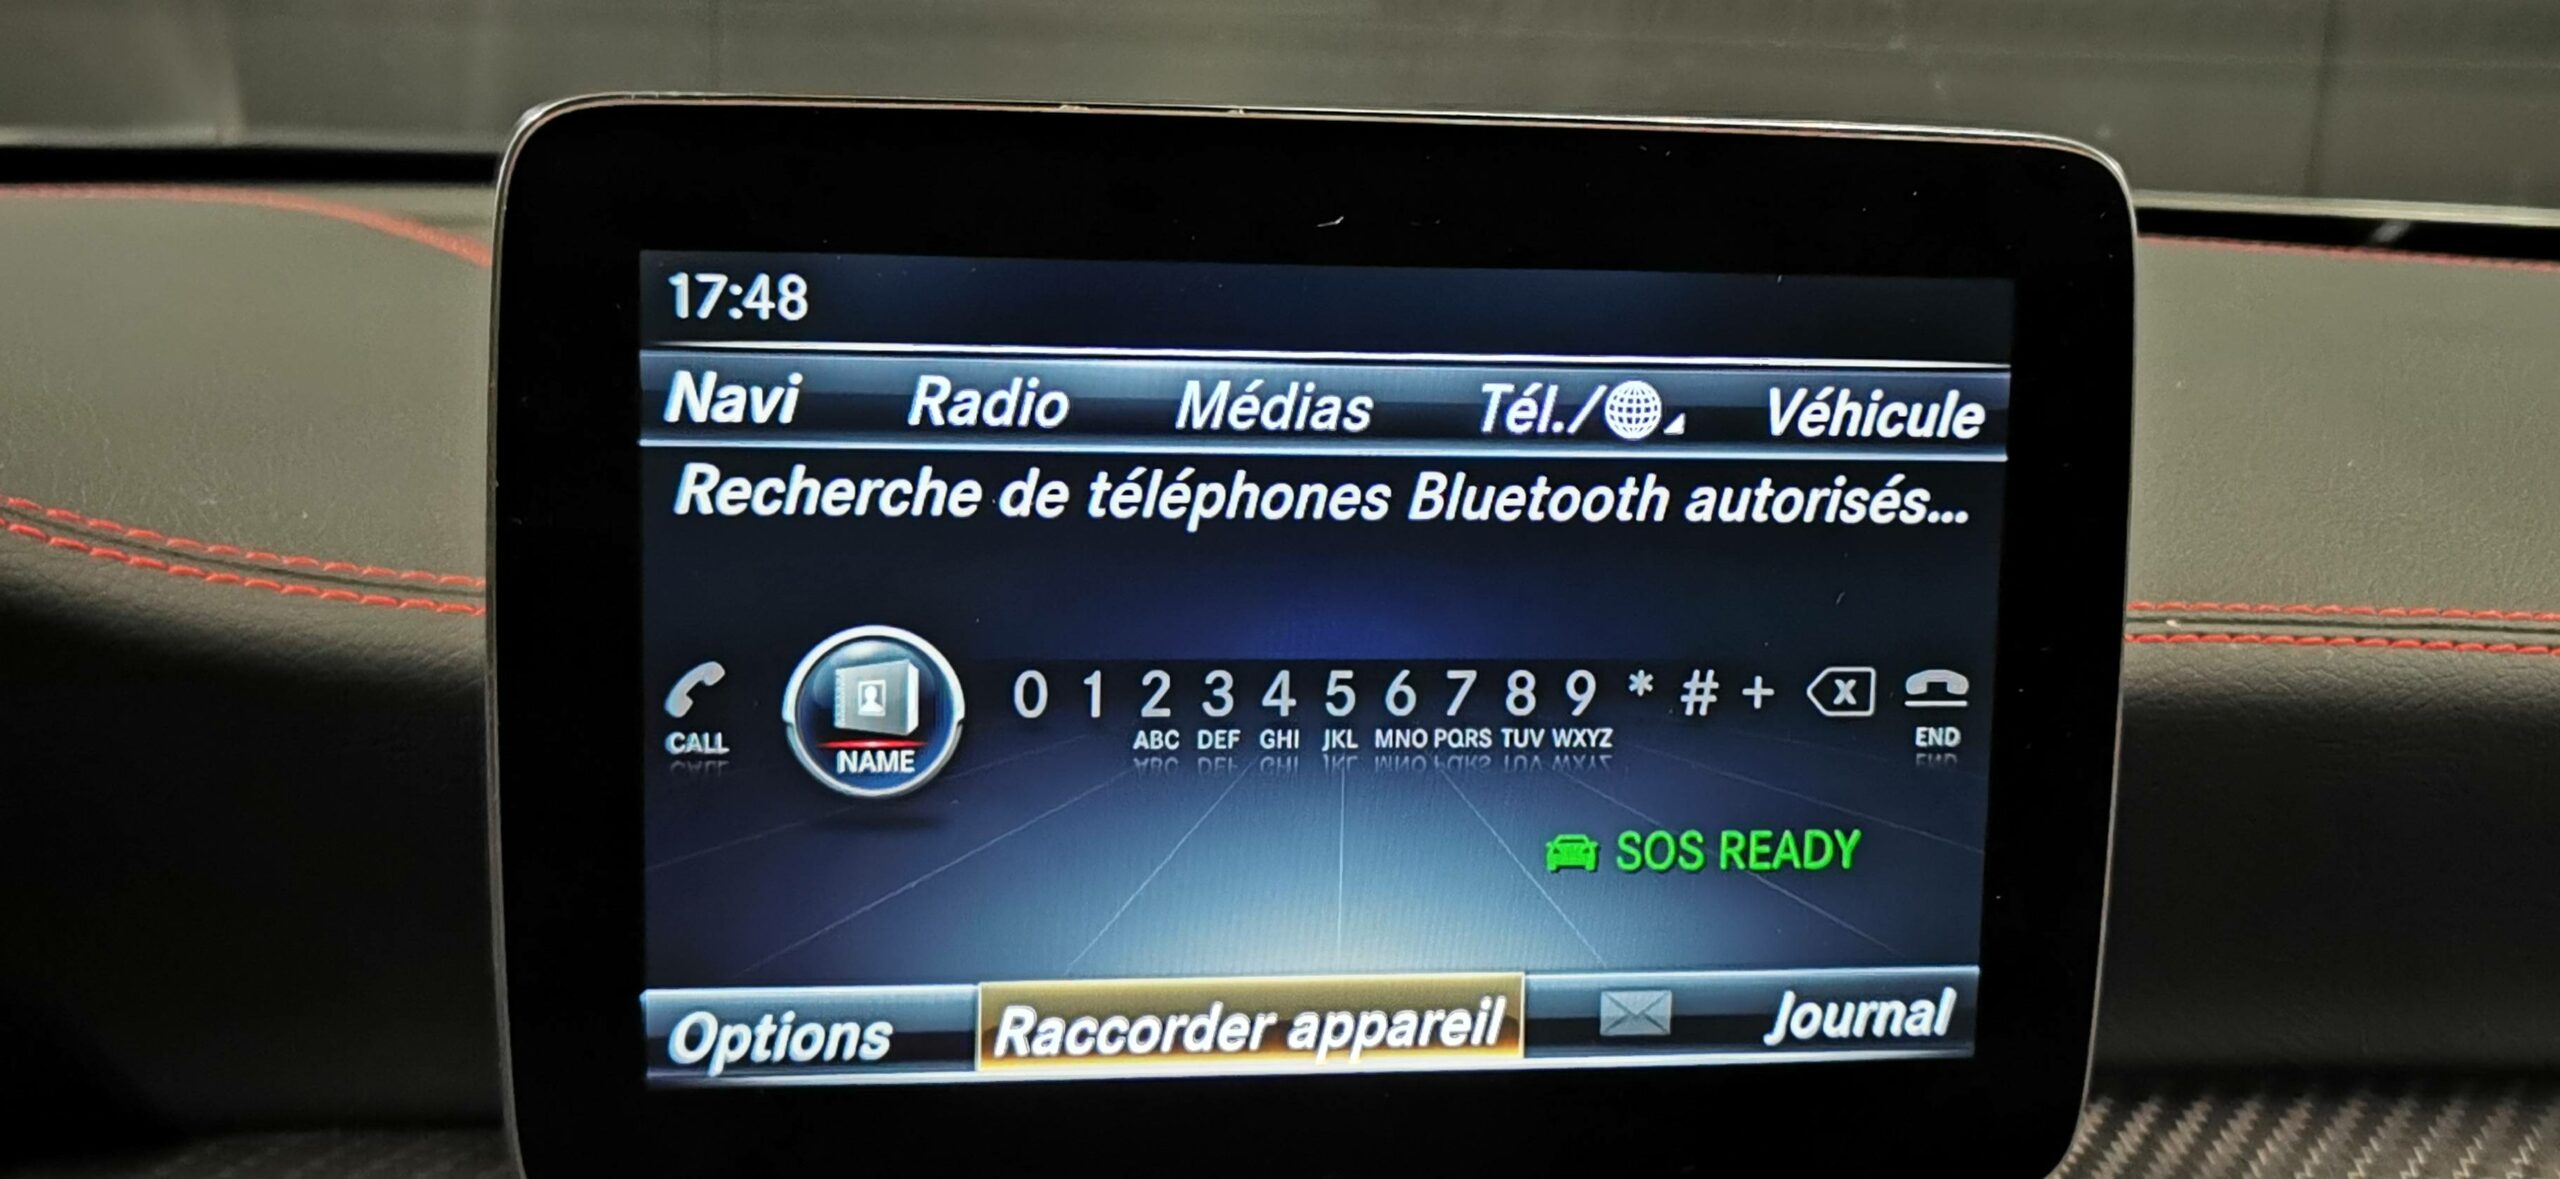 17:48
Navi Radio Médias Tél./ Véhicule
Recherche de téléphones Bluetooth autorisés...
0 1 2 3 4 5 6 7 8 9 * # + X
CALL NAME ABC DEF GHI JKL MNO PQRS TUV WXYZ END
SOS READY
Options Raccorder appareil Journal